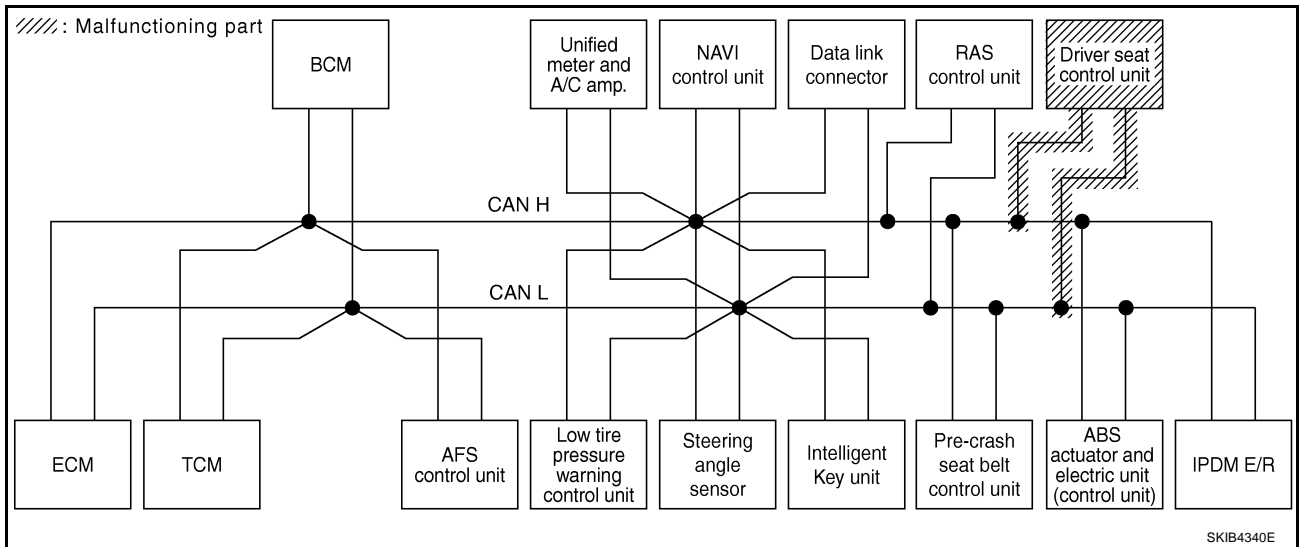 : Malfunctioning part
BCM
Unified
meter and
A/C amp.
NAVI
control unit
Data link
connector
RAS
control unit
Driver seat
control unit
CAN H
CAN L
ECM
TCM
AFS
control unit
Low tire
pressure
warning
control unit
Steering
angle
sensor
Intelligent
Key unit
Pre-crash
seat belt
control unit
ABS
actuator and
electric unit
(control unit)
IPDM E/R
SKIB4340E